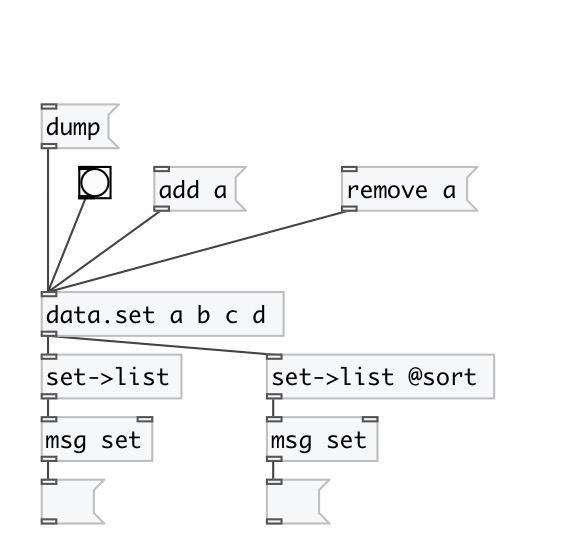 dump
add a
remove a
data.set a b c d
set->list
set->list @sort
msg set
msg set